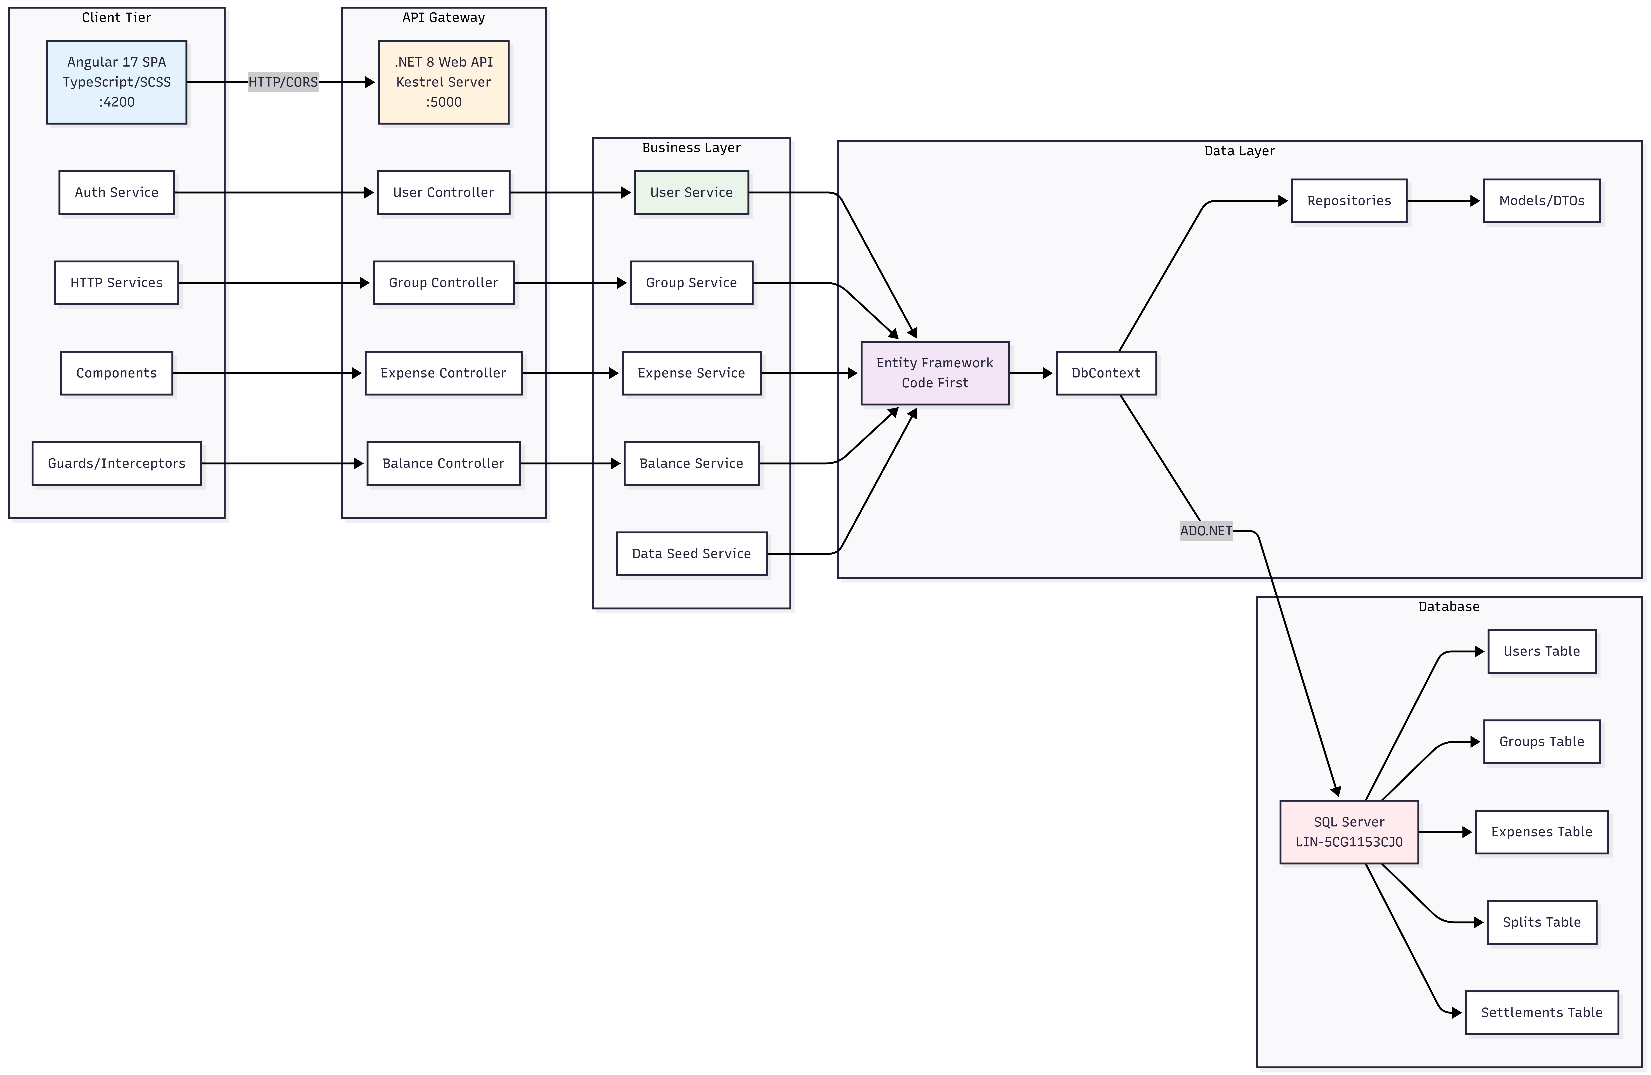 Client Tier
Angular 17 SPA
TypeScript/SCSS
:4200
Auth Service
HTTP Services
Components
Guards/Interceptors
HTTP/CORS
API Gateway
.NET 8 Web API
Kestrel Server
:5000
User Controller
Group Controller
Expense Controller
Balance Controller
Business Layer
User Service
Group Service
Expense Service
Balance Service
Data Seed Service
Data Layer
Entity Framework
Code First
DbContext
Repositories
Models/DTOs
ADO.NET
Database
SQL Server
LIN-5CG1153CJ0
Users Table
Groups Table
Expenses Table
Splits Table
Settlements Table